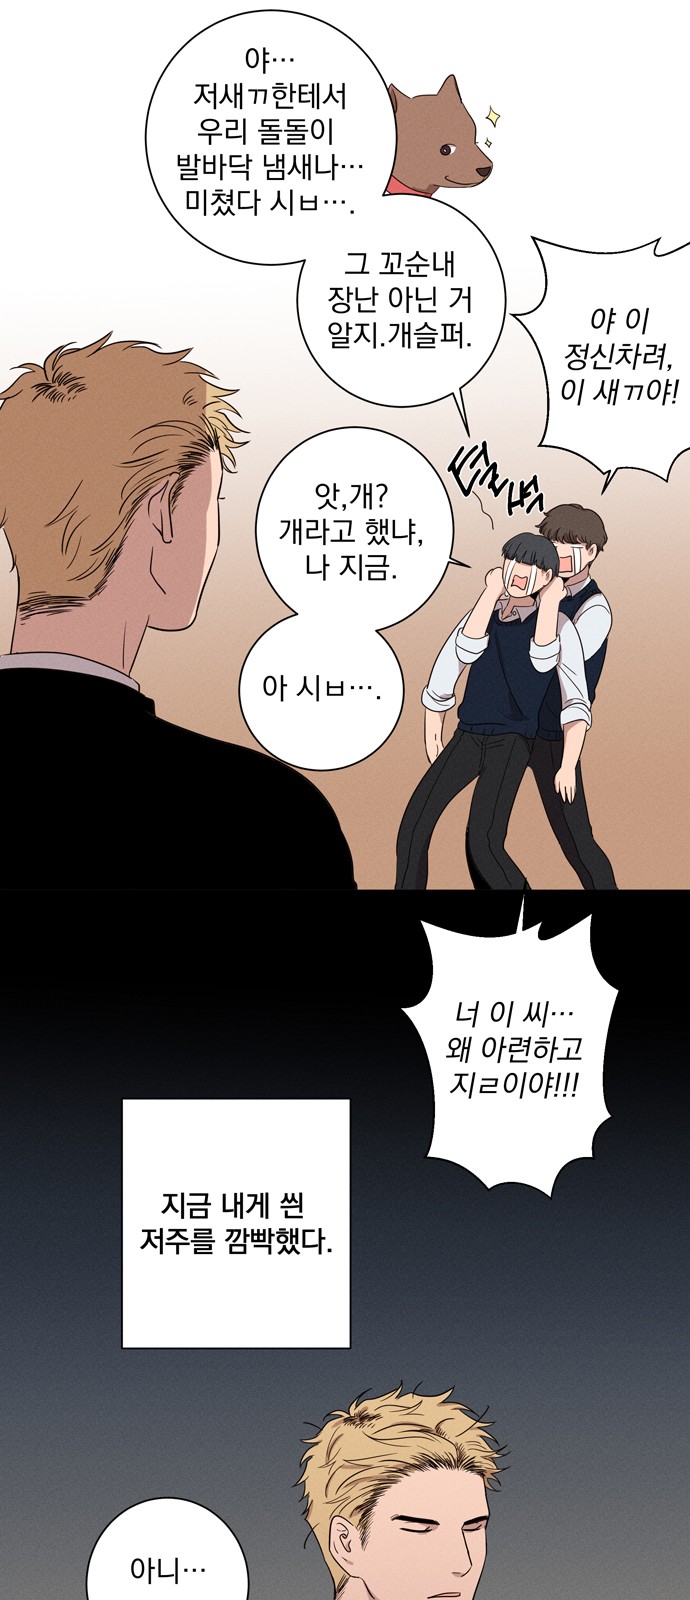 야…
저새ㄲ한테서
우리 돌돌이
발바닥 냄새나…
미쳤다 시ㅂ….
그 꼬순내
장난 아닌 거
알지.개슬퍼.
야 이
정신차려,
이 새ㄲ야!
털썩
앗,개?
개라고 했냐,
나 지금.
아 시ㅂ….
너 이 씨…
왜 아련하고
지ㄹ이야!!!
지금 내게 씐
저주를 깜빡했다.
아니…